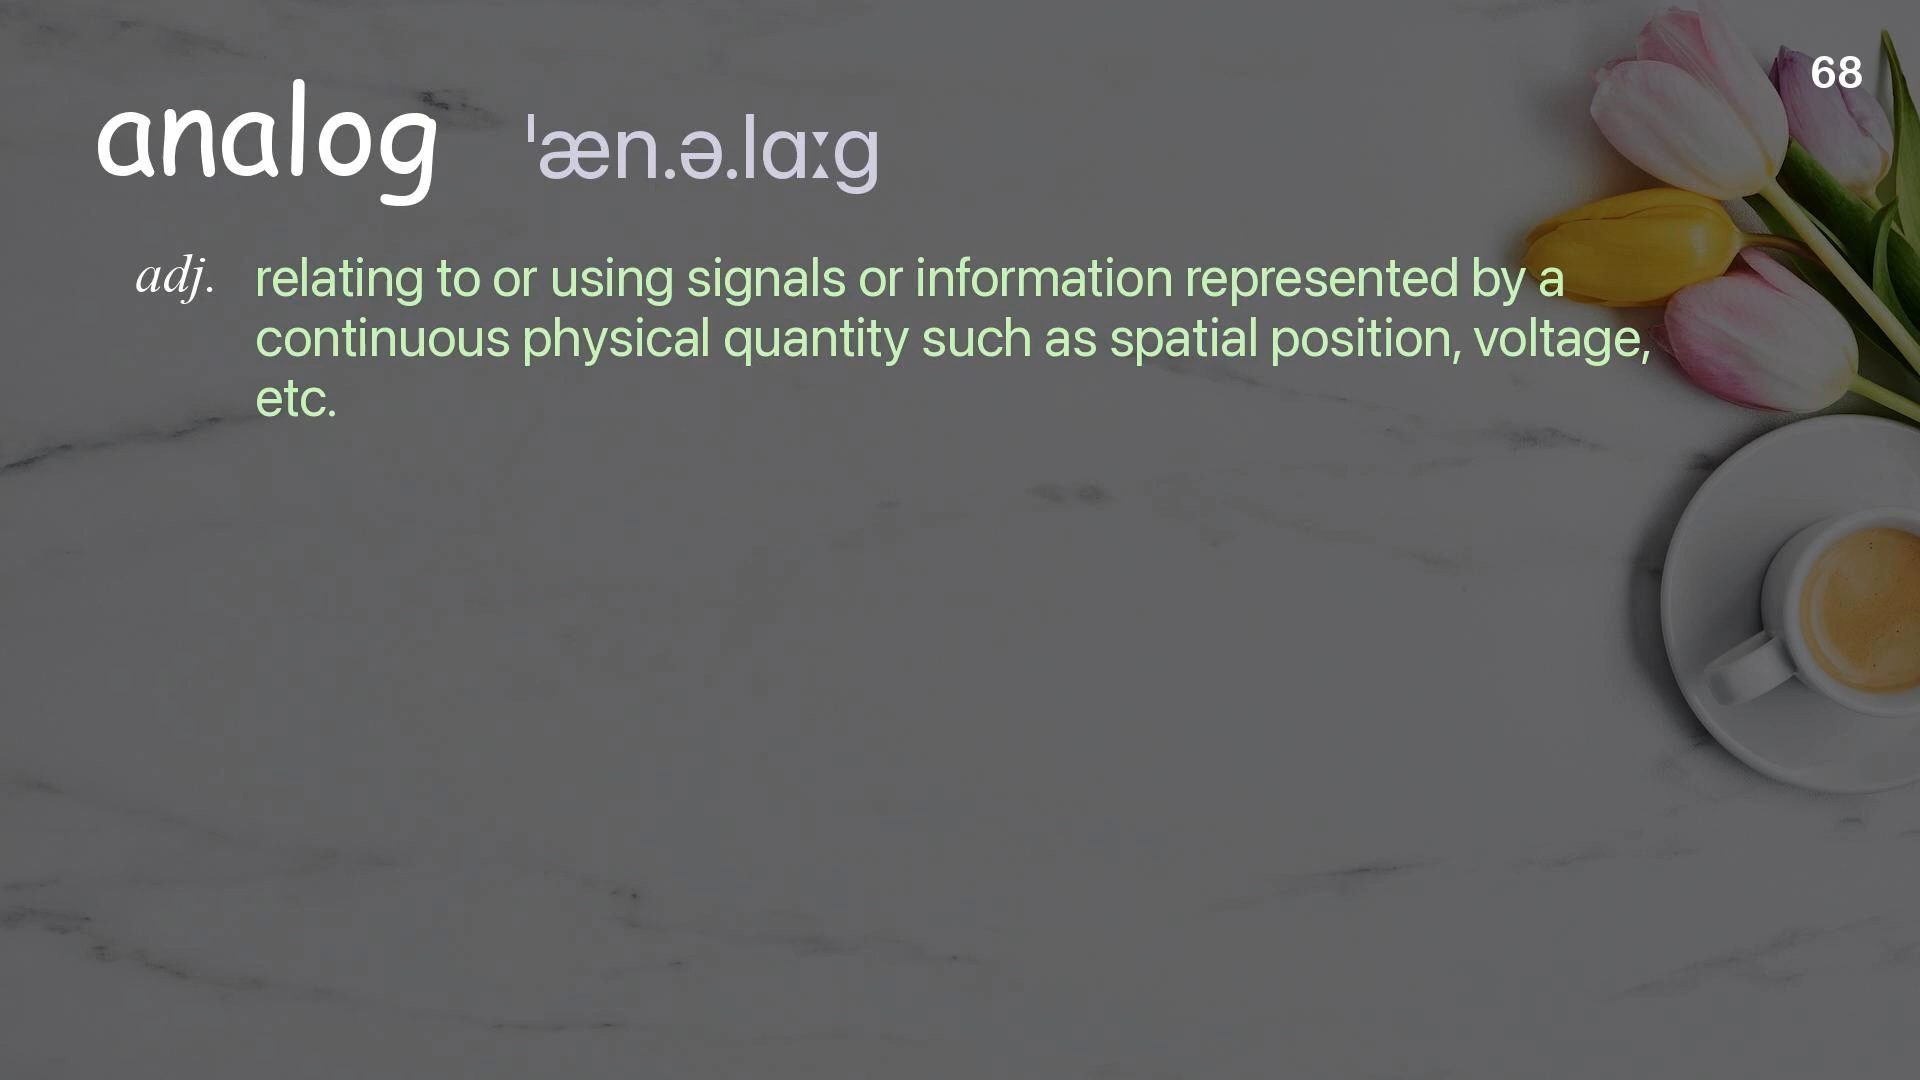 68
analog ˈæn.ə.lɑːg
adj. relating to or using signals or information represented by a
continuous physical quantity such as spatial position, voltage,
etc.